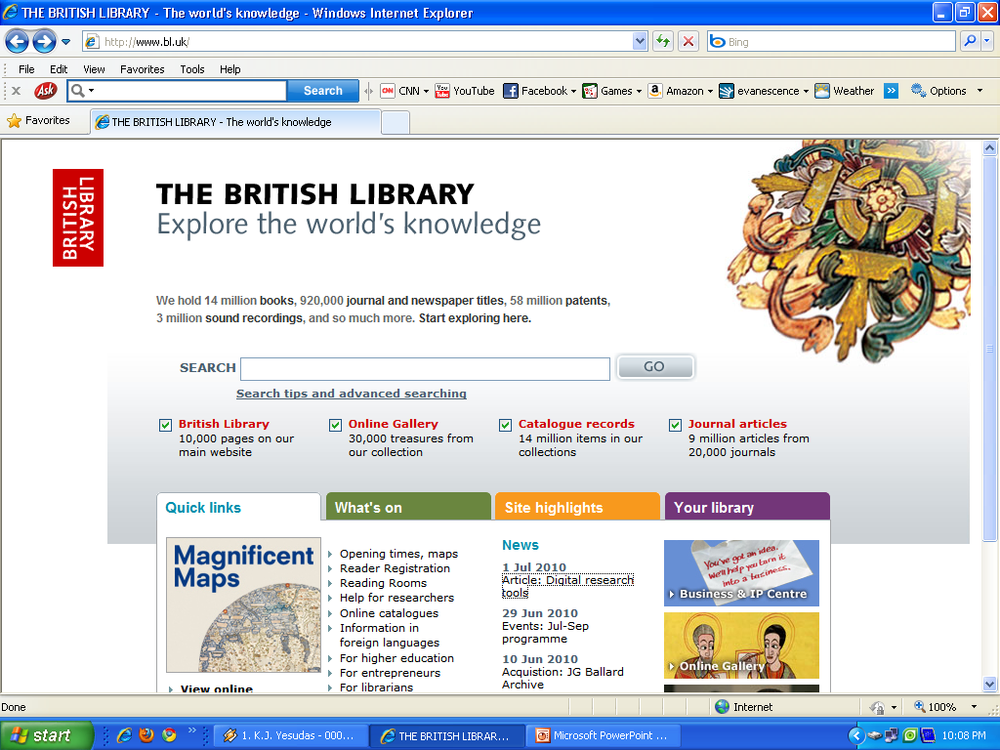 THE BRITISH LIBRARY - The world's knowledge - Windows Internet Explorer
http://www.bl.uk/
Bing
File Edit View Favorites Tools Help
Ask
Search
CNN YouTube Facebook Games Amazon evanescence Weather Options
Favorites
THE BRITISH LIBRARY - The world's knowledge
BRITISH
LIBRARY
THE BRITISH LIBRARY
Explore the world's knowledge
We hold 14 million books, 920,000 journal and newspaper titles, 58 million patents,
3 million sound recordings, and so much more. Start exploring here.
SEARCH
GO
Search tips and advanced searching
British Library
10,000 pages on our
main website
Online Gallery
30,000 treasures from
our collection
Catalogue records
14 million items in our
collections
Journal articles
9 million articles from
20,000 journals
Quick links
What's on
Site highlights
Your library
Magnificent
Maps
View online
Opening times, maps
Reader Registration
Reading Rooms
Help for researchers
Online catalogues
Information in
foreign languages
For higher education
For entrepreneurs
For librarians
News
1 Jul 2010
Article: Digital research
tools
29 Jun 2010
Events: Jul-Sep
programme
10 Jun 2010
Acquistion: JG Ballard
Archive
You've got an idea.
We'll help you turn it
into a business.
Business & IP Centre
Online Gallery
Done
Internet
100%
start
1. K.J. Yesudas - 000...
THE BRITISH LIBRAR...
Microsoft PowerPoint ...
10:08 PM